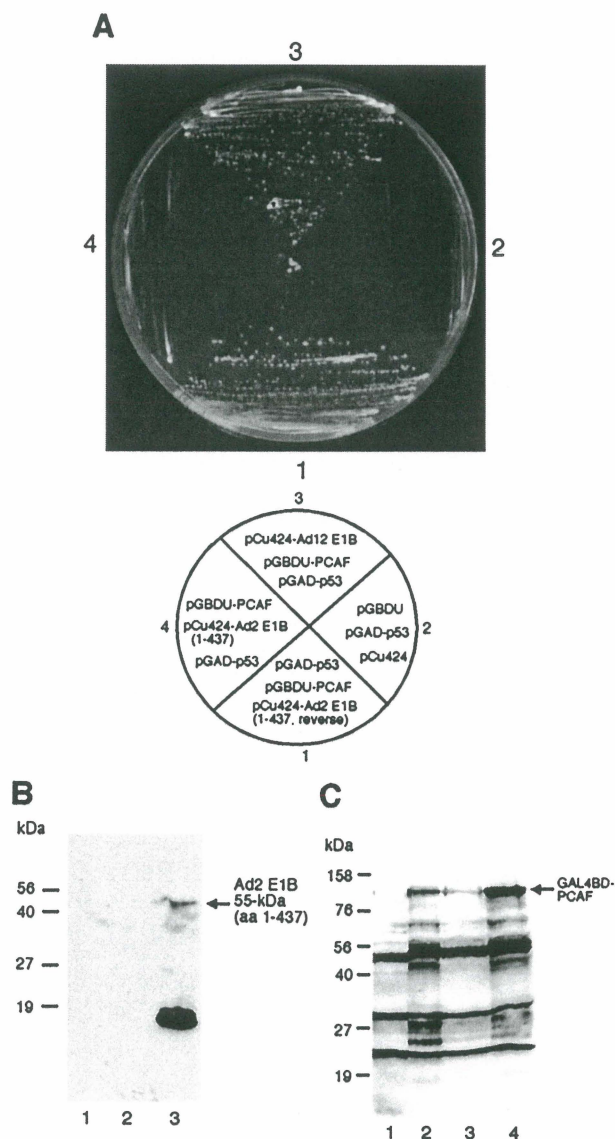 A
3
4
2
1
3
pCu424-Ad12 E1B
pGBDU-PCAF
pGAD-p53
4
pGBDU-PCAF
pCu424-Ad2 E1B
(1-437)
pGAD-p53
pGBDU
pGAD-p53
pCu424
2
pGAD-p53
pGBDU-PCAF
pCu424-Ad2 E1B
(1-437, reverse)
1
B
kDa
56
40
27
19
Ad2 E1B
55-kDa
(aa 1-437)
1 2 3
C
kDa
158
76
56
40
27
19
GAL4BD-
PCAF
1 2 3 4